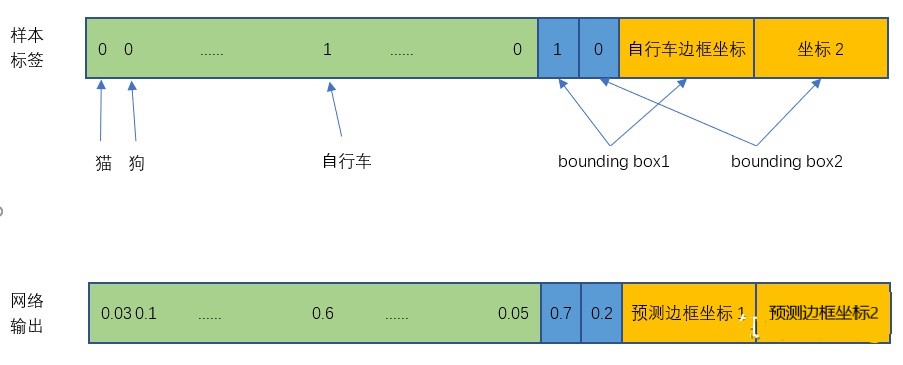 样本
标签
0 0 ...... 1 ...... 0 1 0 自行车边框坐标 坐标 2
猫 狗 自行车 bounding box1 bounding box2
网络
输出
0.03 0.1 ...... 0.6 ...... 0.05 0.7 0.2 预测边框坐标 1 预测边框坐标2